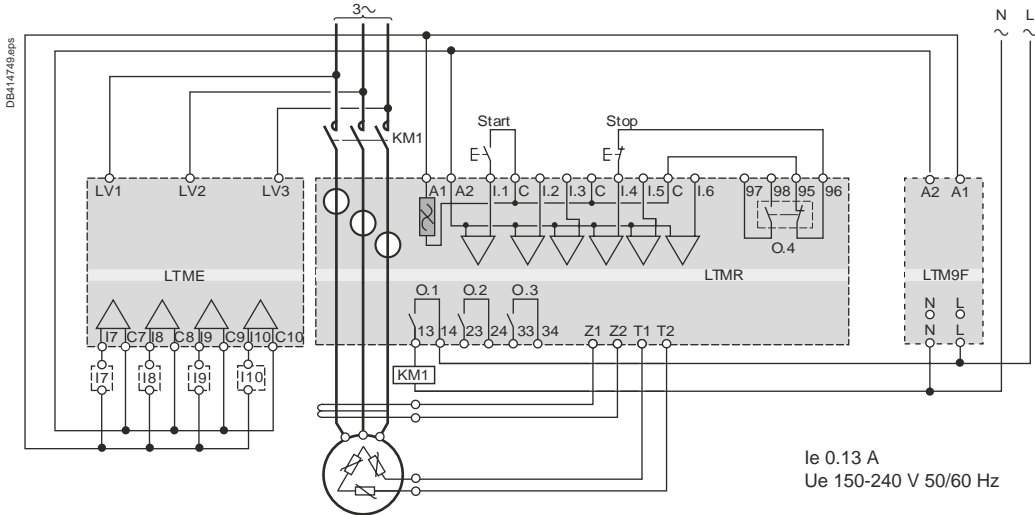 3
N L
DB414749.eps
Start Stop
KM1
LV1 LV2 LV3
A1 A2 I.1 C I.2 I.3 C I.4 I.5 C I.6 97 98 95 96
A2 A1
O.4
LTME LTMR LTM9F
O.1 O.2 O.3
N L
N L
I7 C7 I8 C8 I9 C9 I10 C10
13 14 23 24 33 34 Z1 Z2 T1 T2
I7 I8 I9 I10
KM1
Ie 0.13 A
Ue 150-240 V 50/60 Hz